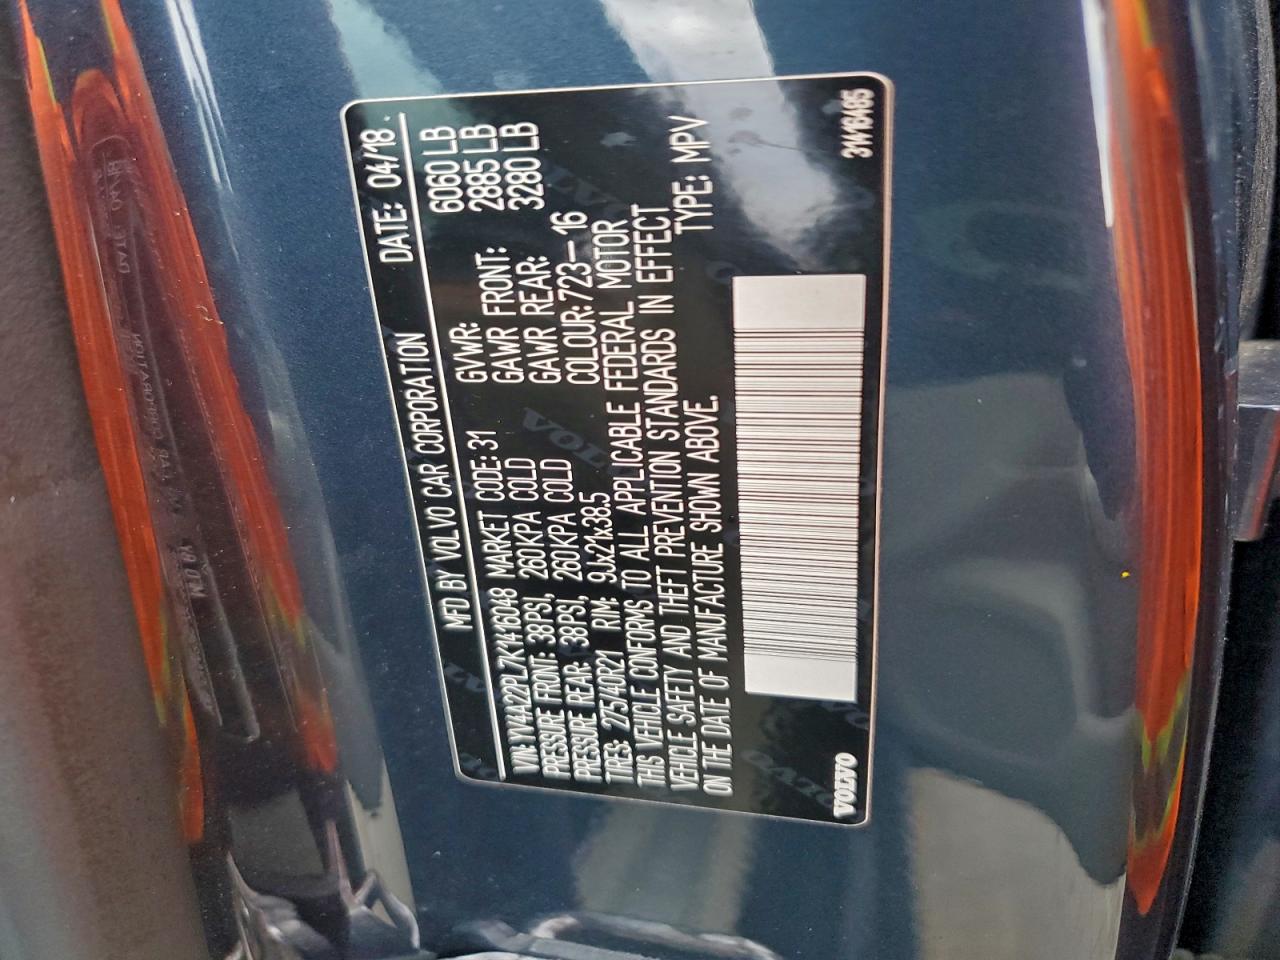 MFD BY VOLVO CAR CORPORATION DATE: 04/18
VIN: YV4A22PL7K1416048 MARKET CODE: 31 GVWR: 6060 LB
PRESSURE FRONT: 38PSI, 260KPA COLD GAWR FRONT: 2885 LB
PRESSURE REAR: 38PSI, 260KPA COLD GAWR REAR: 3280 LB
TIRES: 275/40R21 RIM: 9Jx21x38.5 COLOUR: 723-16
THIS VEHICLE CONFORMS TO ALL APPLICABLE FEDERAL MOTOR
VEHICLE SAFETY AND THEFT PREVENTION STANDARDS IN EFFECT
ON THE DATE OF MANUFACTURE SHOWN ABOVE. TYPE: MPV
VOLVO 31416485